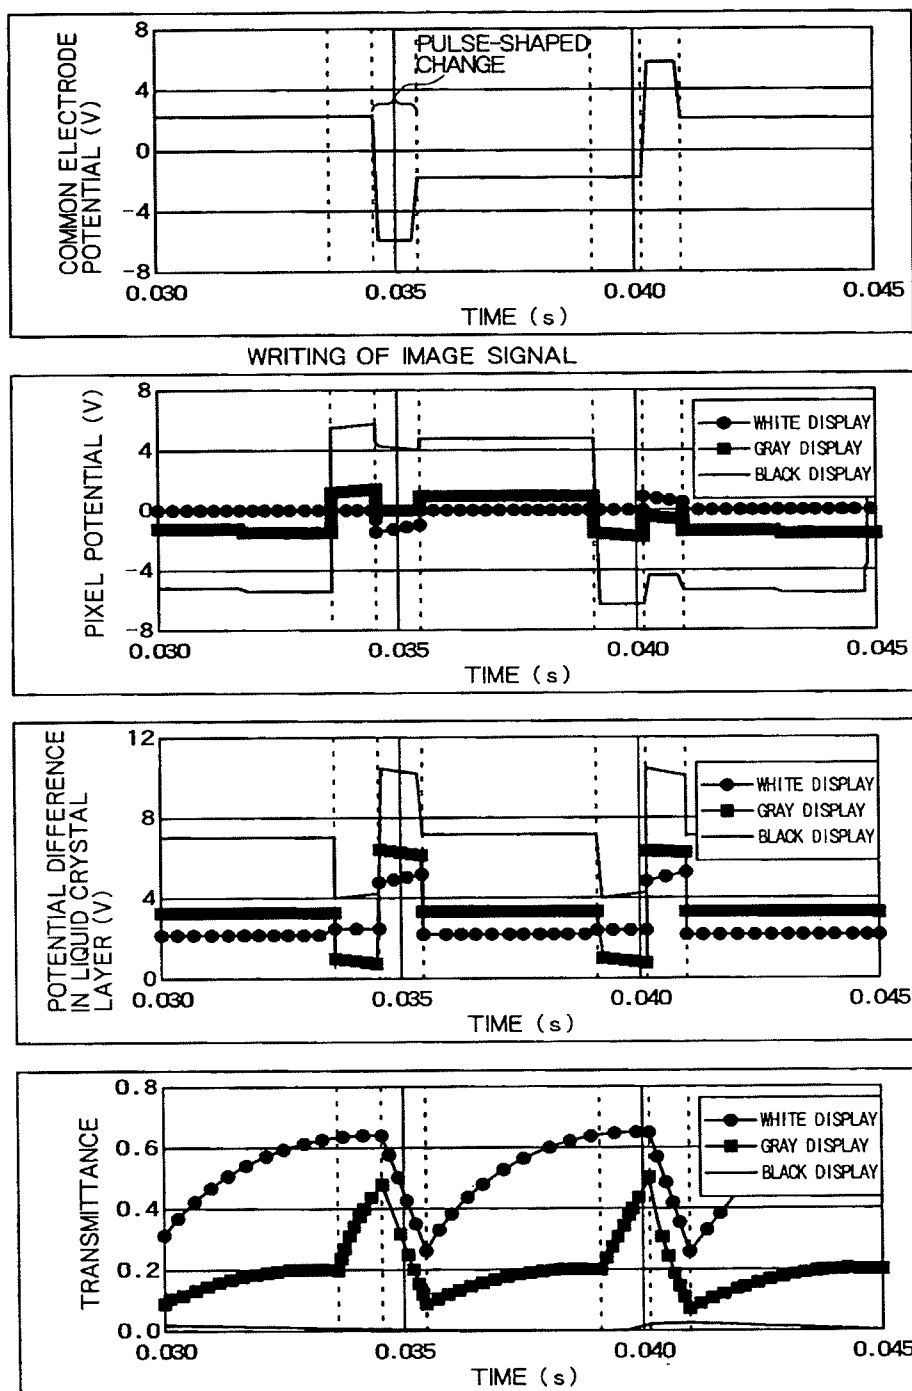 COMMON ELECTRODE
POTENTIAL (V)
8
4
0
-4
-8
PULSE-SHAPED
CHANGE
0.030
0.035
0.040
0.045
TIME (s)
WRITING OF IMAGE SIGNAL
PIXEL POTENTIAL (V)
8
4
0
-4
-8
WHITE DISPLAY
GRAY DISPLAY
BLACK DISPLAY
0.030
0.035
0.040
0.045
TIME (s)
POTENTIAL DIFFERENCE
IN LIQUID CRYSTAL
LAYER (V)
12
8
4
0
WHITE DISPLAY
GRAY DISPLAY
BLACK DISPLAY
0.030
0.035
0.040
0.045
TIME (s)
TRANSMITTANCE
0.8
0.6
0.4
0.2
0.0
WHITE DISPLAY
GRAY DISPLAY
BLACK DISPLAY
0.030
0.035
0.040
0.045
TIME (s)